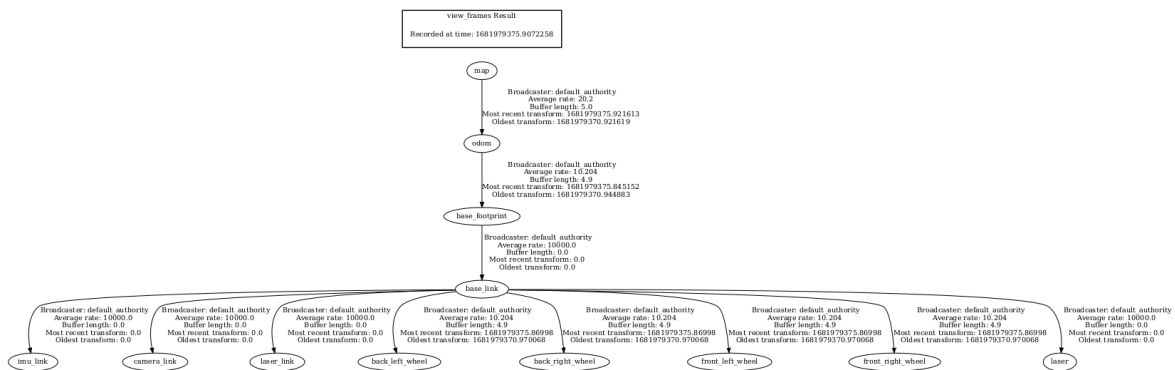 view_frames Result
Recorded at time: 1681979375.9072258
map
Broadcaster: default_authority
Average rate: 20.2
Buffer length: 5.0
Most recent transform: 1681979375.921613
Oldest transform: 1681979370.921619
odom
Broadcaster: default_authority
Average rate: 10.204
Buffer length: 4.9
Most recent transform: 1681979375.845152
Oldest transform: 1681979370.944883
base_footprint
Broadcaster: default_authority
Average rate: 10000.0
Buffer length: 0.0
Most recent transform: 0.0
Oldest transform: 0.0
base_link
Broadcaster: default_authority
Average rate: 10000.0
Buffer length: 0.0
Most recent transform: 0.0
Oldest transform: 0.0
imu_link
Broadcaster: default_authority
Average rate: 10000.0
Buffer length: 0.0
Most recent transform: 0.0
Oldest transform: 0.0
camera_link
Broadcaster: default_authority
Average rate: 10000.0
Buffer length: 0.0
Most recent transform: 0.0
Oldest transform: 0.0
laser_link
Broadcaster: default_authority
Average rate: 10.204
Buffer length: 4.9
Most recent transform: 1681979375.86998
Oldest transform: 1681979370.970068
back_left_wheel
Broadcaster: default_authority
Average rate: 10.204
Buffer length: 4.9
Most recent transform: 1681979375.86998
Oldest transform: 1681979370.970068
back_right_wheel
Broadcaster: default_authority
Average rate: 10.204
Buffer length: 4.9
Most recent transform: 1681979375.86998
Oldest transform: 1681979370.970068
front_left_wheel
Broadcaster: default_authority
Average rate: 10.204
Buffer length: 4.9
Most recent transform: 1681979375.86998
Oldest transform: 1681979370.970068
front_right_wheel
Broadcaster: default_authority
Average rate: 10000.0
Buffer length: 0.0
Most recent transform: 0.0
Oldest transform: 0.0
laser